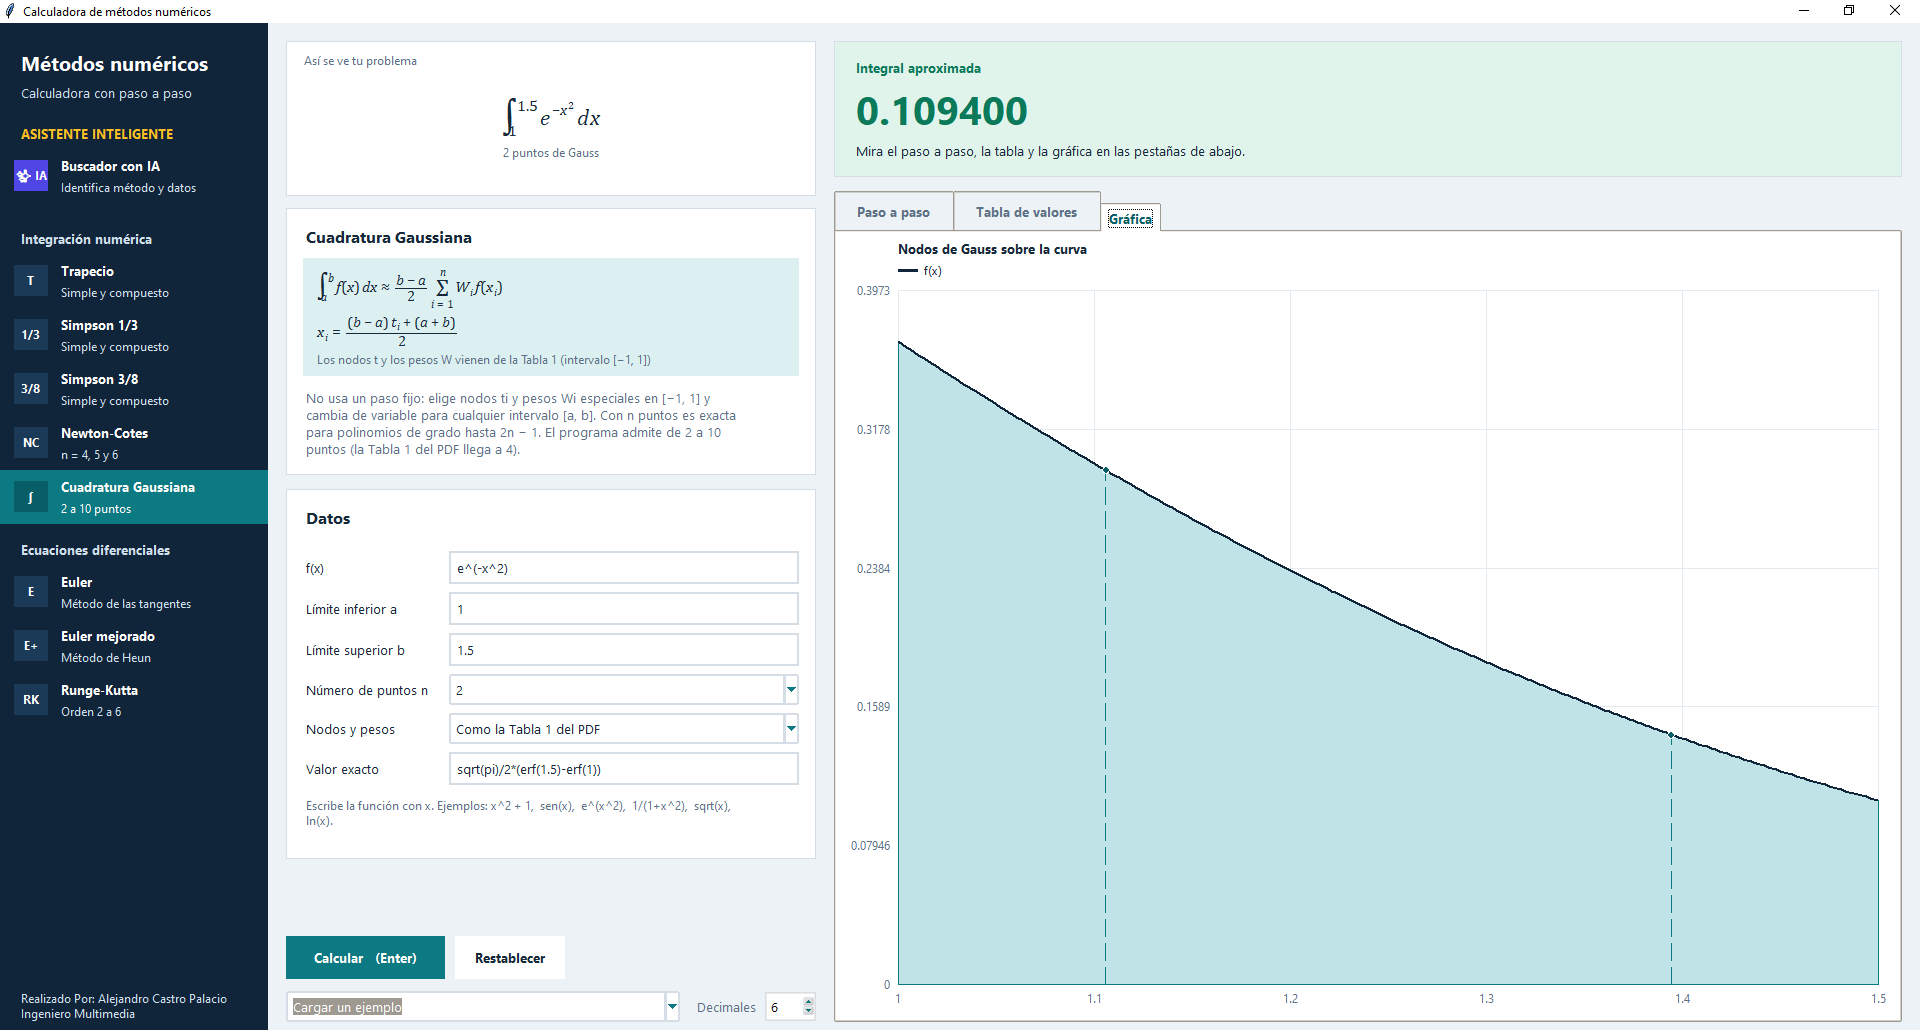 Calculadora de métodos numéricos
Métodos numéricos
Calculadora con paso a paso
ASISTENTE INTELIGENTE
IA
Buscador con IA
Identifica método y datos
Integración numérica
T
Trapecio
Simple y compuesto
1/3
Simpson 1/3
Simple y compuesto
3/8
Simpson 3/8
Simple y compuesto
NC
Newton-Cotes
n = 4, 5 y 6
∫
Cuadratura Gaussiana
2 a 10 puntos
Ecuaciones diferenciales
E
Euler
Método de las tangentes
E+
Euler mejorado
Método de Heun
RK
Runge-Kutta
Orden 2 a 6
Realizado Por: Alejandro Castro Palacio
Ingeniero Multimedia
Así se ve tu problema
∫₁^1.5 e^(−x²) dx
2 puntos de Gauss
Cuadratura Gaussiana
∫ₐ^b f(x) dx ≈ (b − a)/2 Σ_{i = 1}^n Wᵢ f(xᵢ)
xᵢ = ((b − a) tᵢ + (a + b))/2
Los nodos t y los pesos W vienen de la Tabla 1 (intervalo [−1, 1])
No usa un paso fijo: elige nodos ti y pesos Wi especiales en [−1, 1] y
cambia de variable para cualquier intervalo [a, b]. Con n puntos es exacta
para polinomios de grado hasta 2n − 1. El programa admite de 2 a 10
puntos (la Tabla 1 del PDF llega a 4).
Datos
f(x) e^(-x^2)
Límite inferior a 1
Límite superior b 1.5
Número de puntos n 2
Nodos y pesos Como la Tabla 1 del PDF
Valor exacto sqrt(pi)/2*(erf(1.5)-erf(1))
Escribe la función con x. Ejemplos: x^2 + 1, sen(x), e^(x^2), 1/(1+x^2), sqrt(x),
ln(x).
Calcular (Enter) Restablecer
Cargar un ejemplo Decimales 6
Integral aproximada
0.109400
Mira el paso a paso, la tabla y la gráfica en las pestañas de abajo.
Paso a paso Tabla de valores Gráfica
Nodos de Gauss sobre la curva
f(x)
0.3973
0.3178
0.2384
0.1589
0.07946
0
1 1.1 1.2 1.3 1.4 1.5